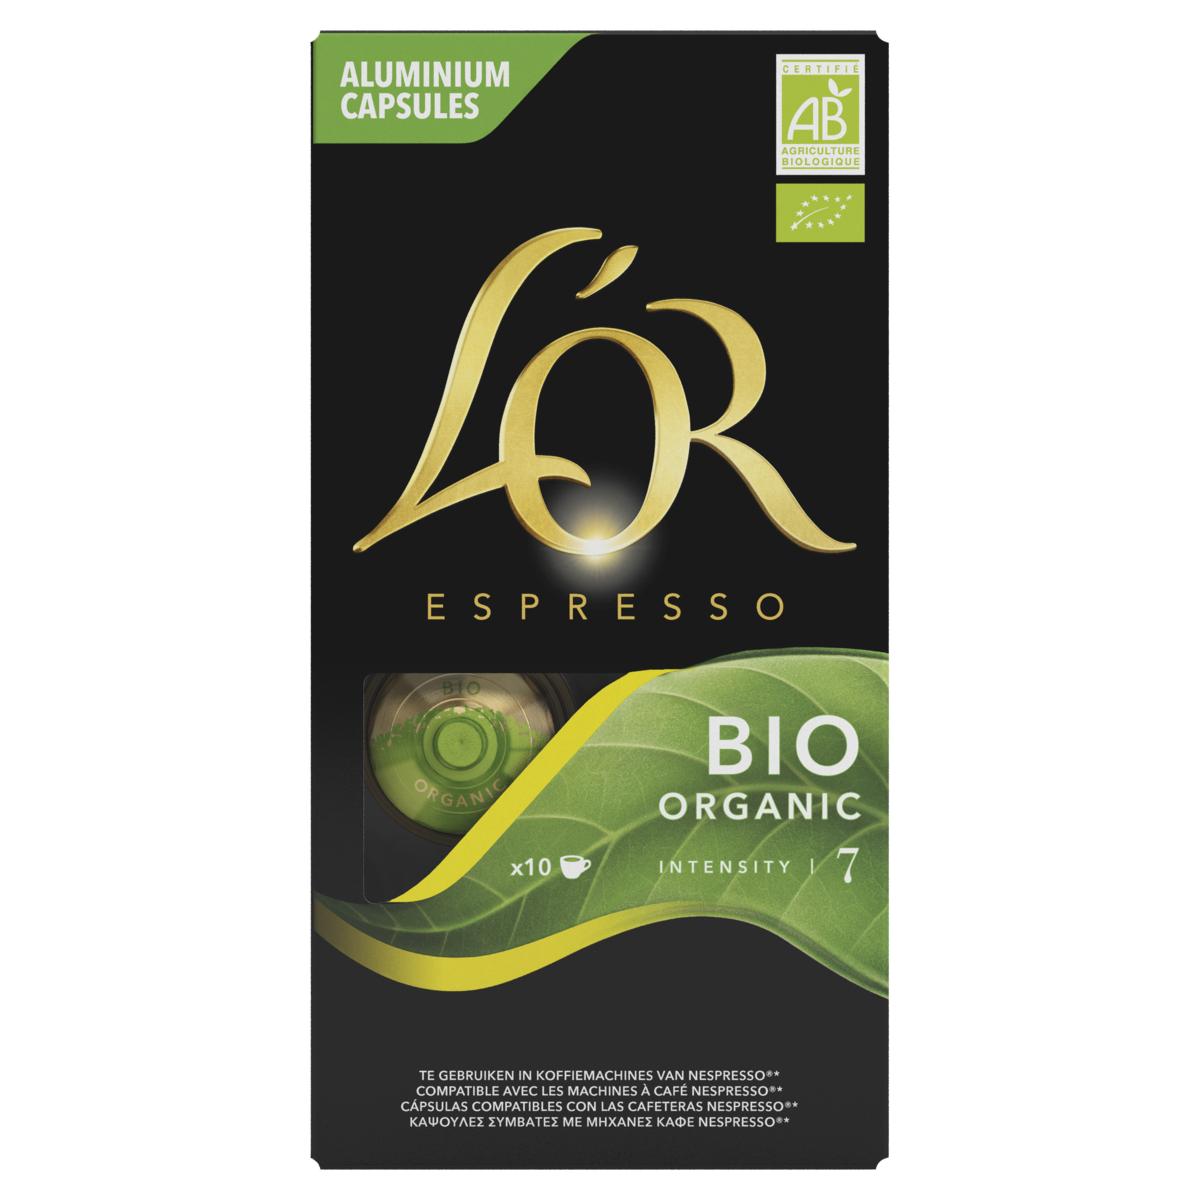 ALUMINIUM
CAPSULES
CERTIFIÉ
AB
AGRICULTURE
BIOLOGIQUE
L'OR
ESPRESSO
BIO
ORGANIC
BIO
ORGANIC
x10
INTENSITY | 7
TE GEBRUIKEN IN KOFFIEMACHINES VAN NESPRESSO®*
COMPATIBLE AVEC LES MACHINES À CAFÉ NESPRESSO®*
CÁPSULAS COMPATIBLES CON LAS CAFETERAS NESPRESSO®*
ΚΑΨΟΥΛΕΣ ΣΥΜΒΑΤΕΣ ΜΕ ΜΗΧΑΝΕΣ ΚΑΦΕ NESPRESSO®*